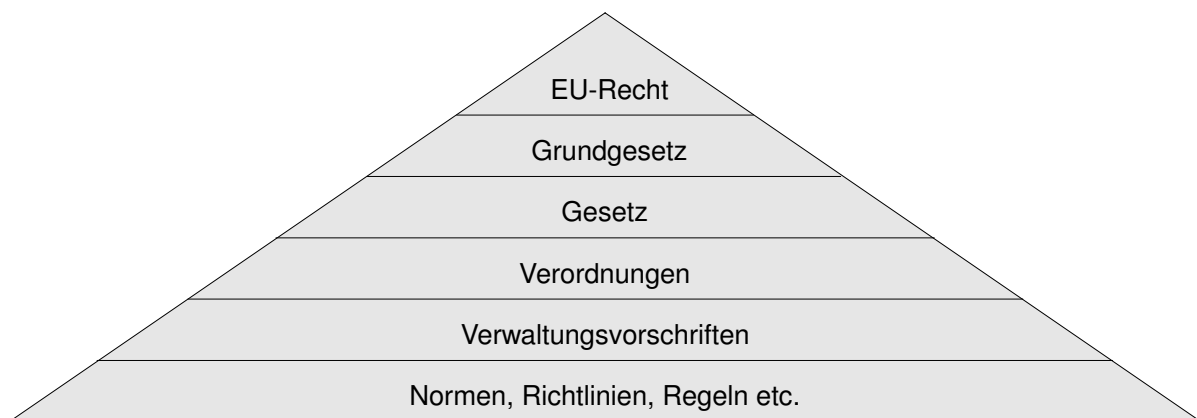 EU-Recht
Grundgesetz
Gesetz
Verordnungen
Verwaltungsvorschriften
Normen, Richtlinien, Regeln etc.